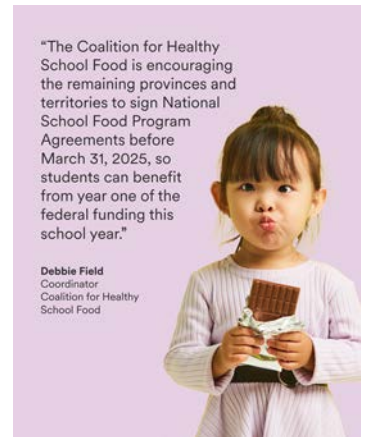 “The Coalition for Healthy
School Food is encouraging
the remaining provinces and
territories to sign National
School Food Program
Agreements before
March 31, 2025, so
students can benefit
from year one of the
federal funding this
school year.”
Debbie Field
Coordinator
Coalition for Healthy
School Food